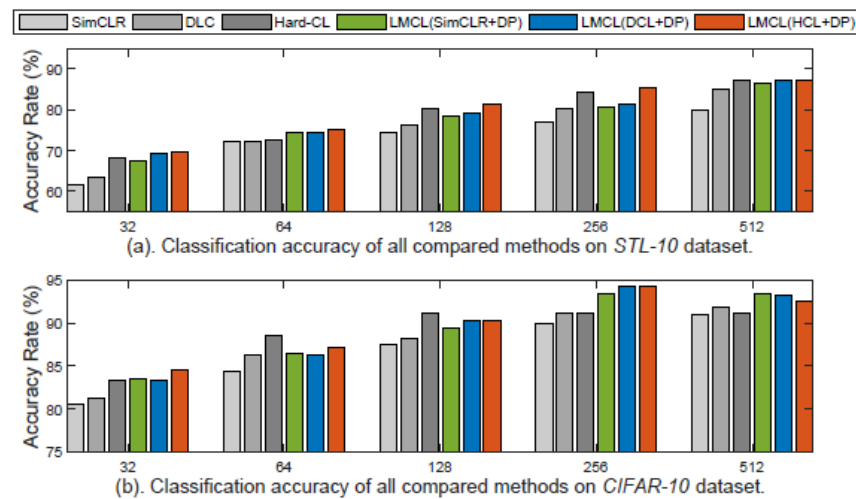 SimCLR DLC Hard-CL LMCL(SimCLR+DP) LMCL(DCL+DP) LMCL(HCL+DP)
Accuracy Rate (%)
90
80
70
60
32 64 128 256 512
(a). Classification accuracy of all compared methods on STL-10 dataset.
Accuracy Rate (%)
95
90
85
80
75
32 64 128 256 512
(b). Classification accuracy of all compared methods on CIFAR-10 dataset.